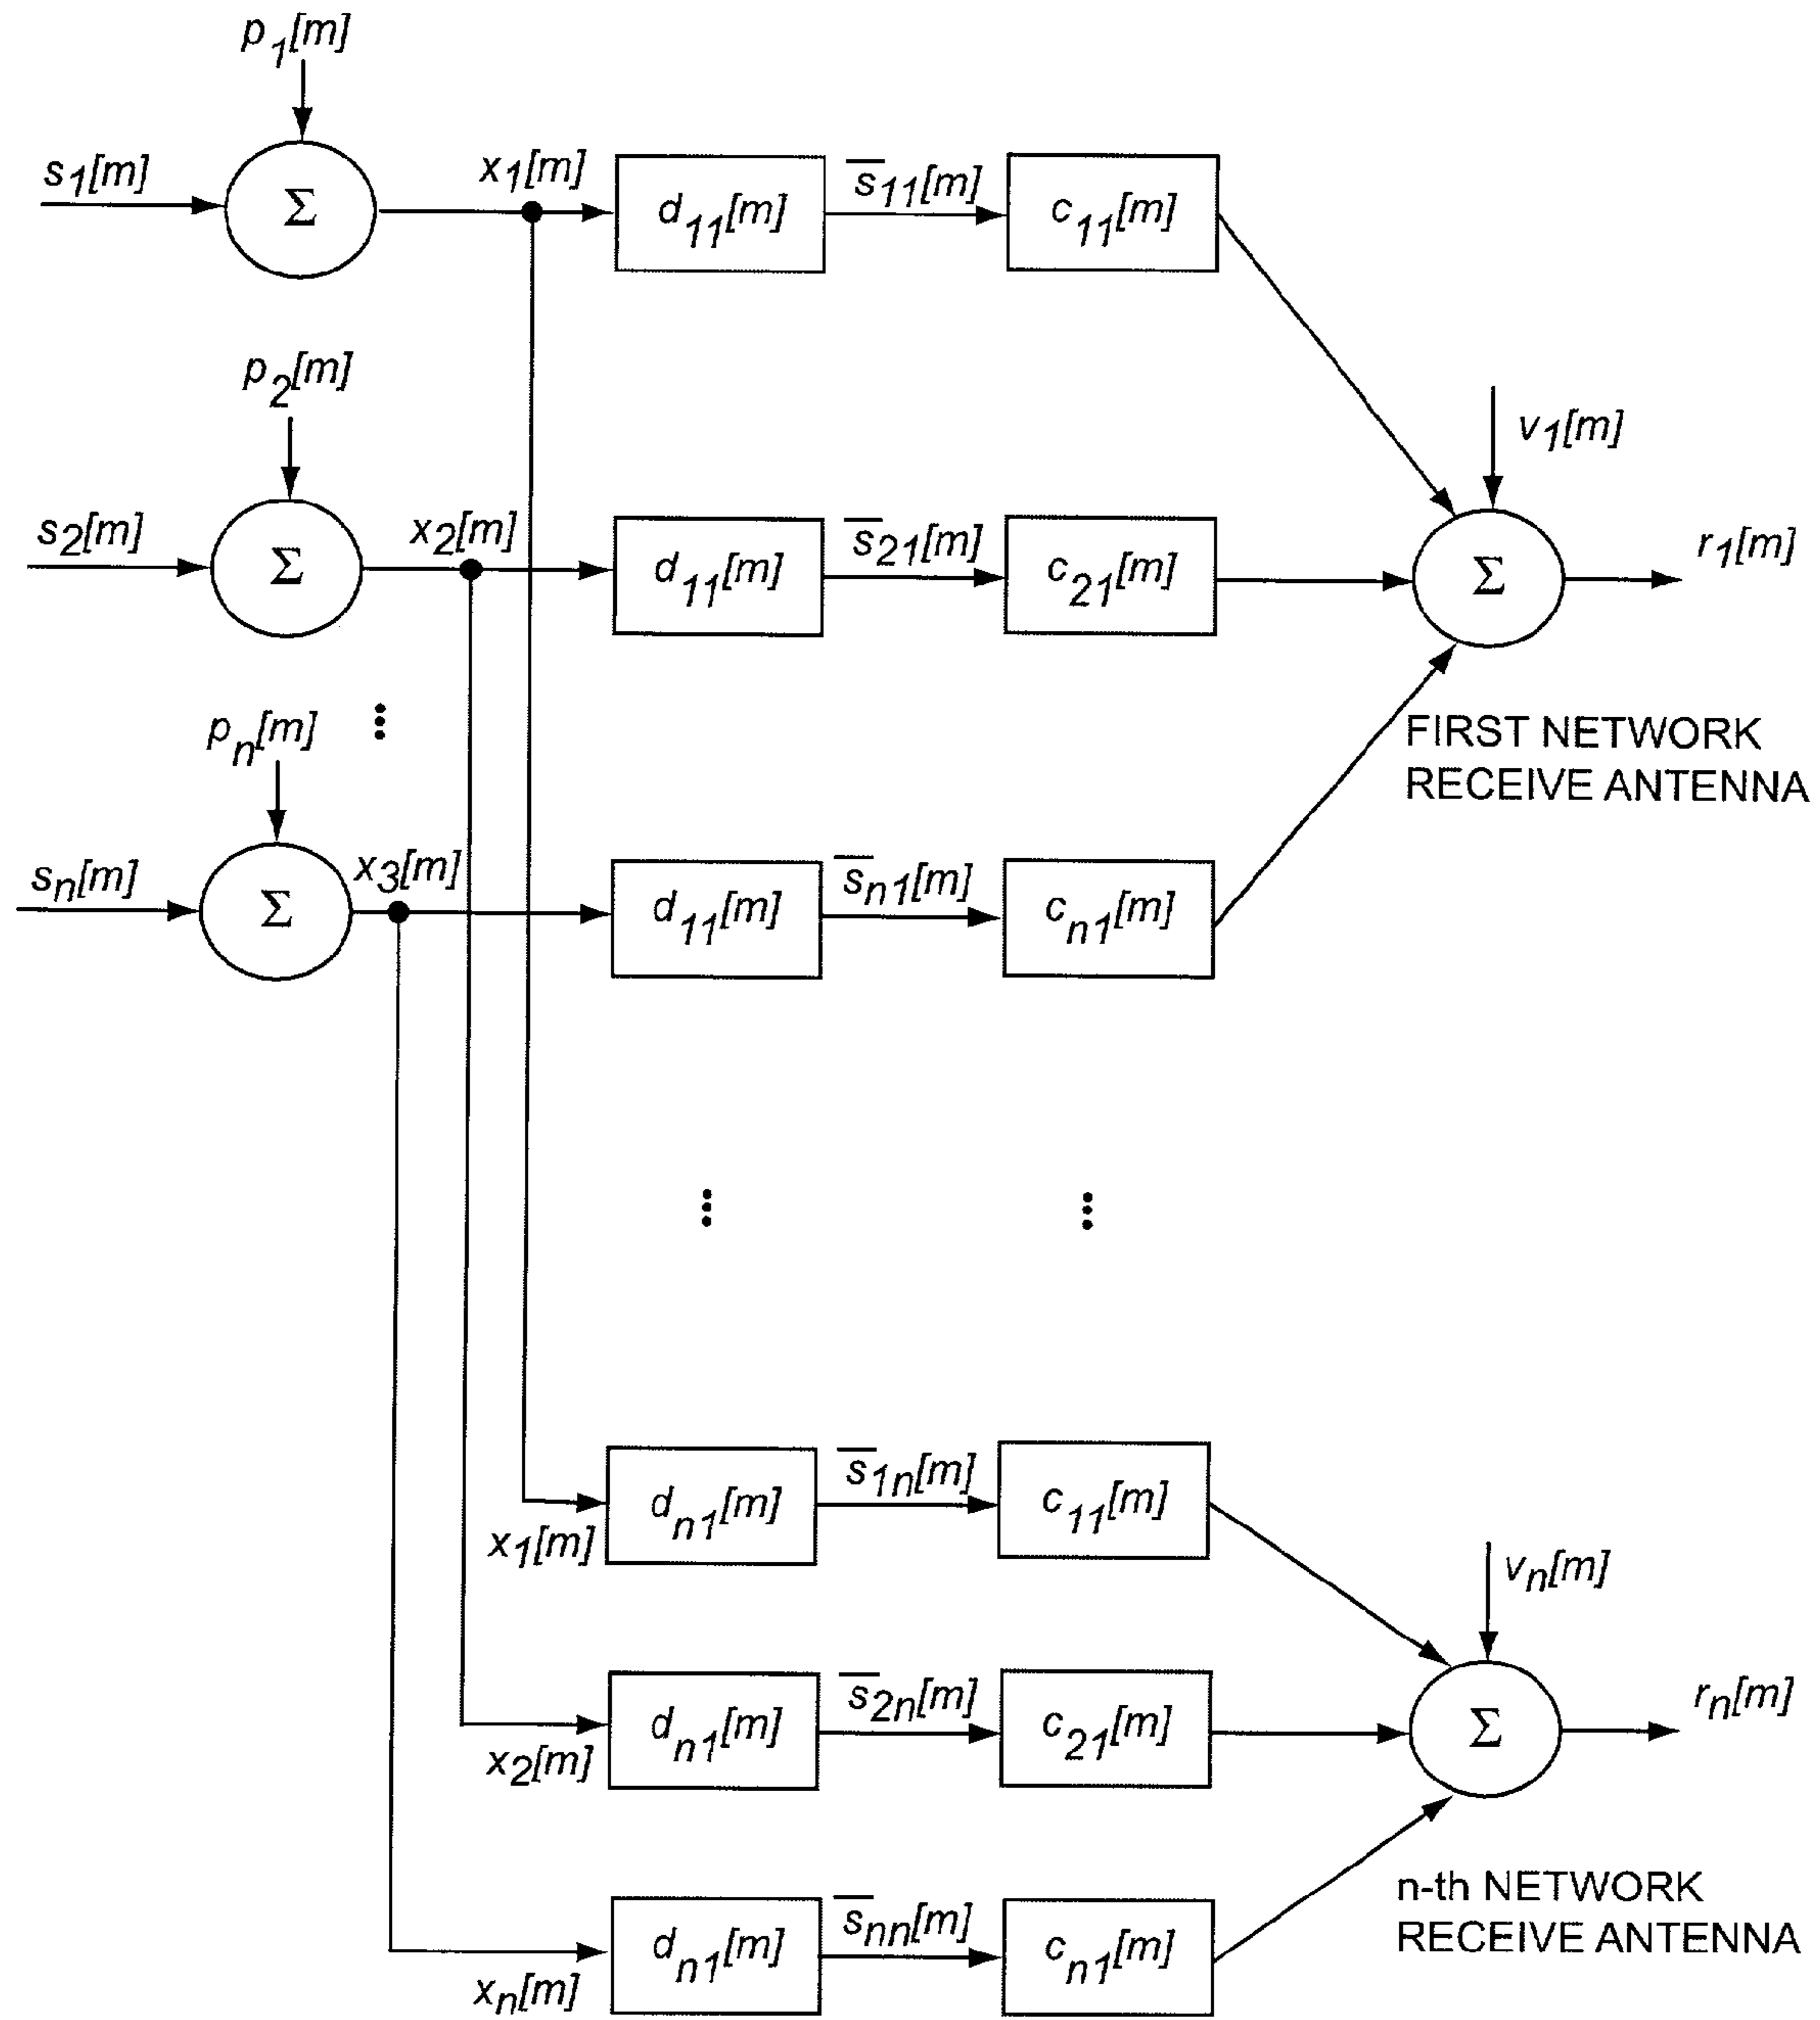 p1[m]
s1[m]
Σ
x1[m]
d11[m]
s̅11[m]
c11[m]
p2[m]
v1[m]
s2[m]
Σ
x2[m]
d11[m]
s̅21[m]
c21[m]
Σ
r1[m]
pn[m]
FIRST NETWORK
RECEIVE ANTENNA
sn[m]
Σ
x3[m]
d11[m]
s̅n1[m]
cn1[m]
x1[m]
dn1[m]
s̅1n[m]
c11[m]
vn[m]
x2[m]
dn1[m]
s̅2n[m]
c21[m]
Σ
rn[m]
n-th NETWORK
RECEIVE ANTENNA
xn[m]
dn1[m]
s̅nn[m]
cn1[m]